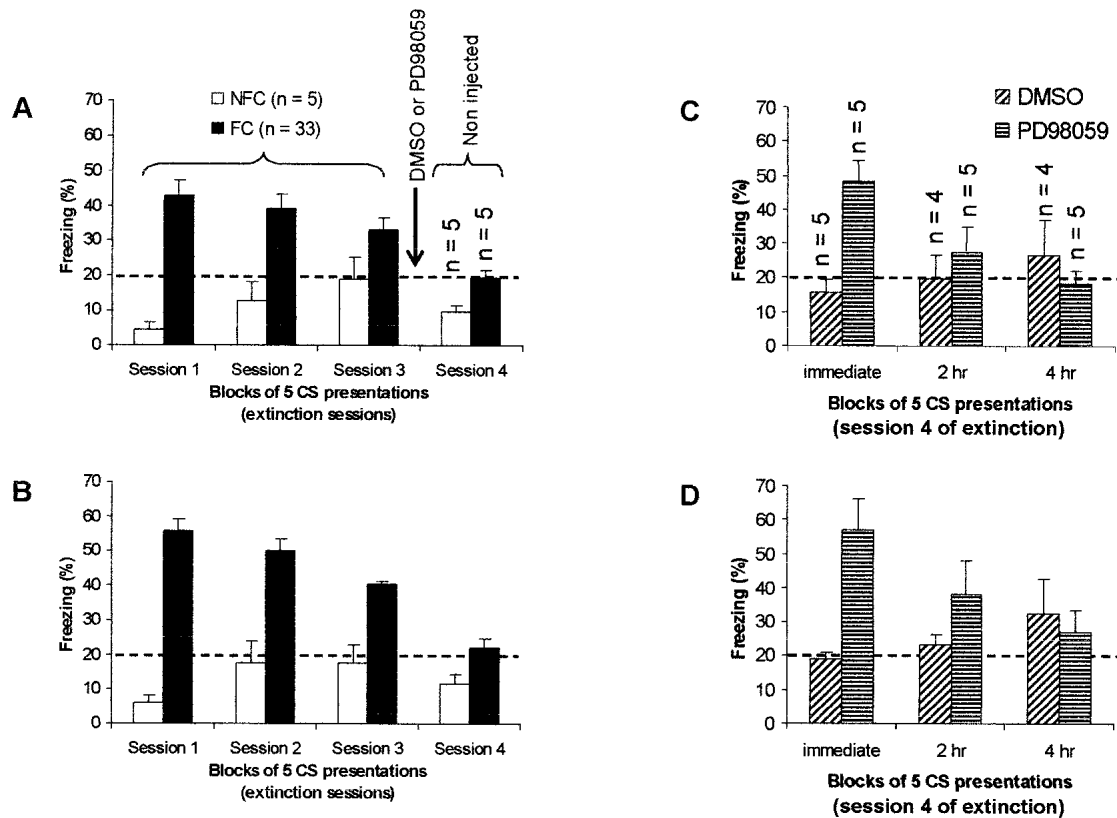 A
70
60
50
40
30
20
10
0
Freezing (%)
NFC (n = 5)
FC (n = 33)
DMSO or PD98059
Non injected
n = 5
n = 5
Session 1 Session 2 Session 3 Session 4
Blocks of 5 CS presentations
(extinction sessions)
B
70
60
50
40
30
20
10
0
Freezing (%)
Session 1 Session 2 Session 3 Session 4
Blocks of 5 CS presentations
(extinction sessions)
C
70
60
50
40
30
20
10
0
Freezing (%)
DMSO
PD98059
n = 5
n = 5
n = 4
n = 5
n = 4
n = 5
immediate 2 hr 4 hr
Blocks of 5 CS presentations
(session 4 of extinction)
D
70
60
50
40
30
20
10
0
Freezing (%)
immediate 2 hr 4 hr
Blocks of 5 CS presentations
(session 4 of extinction)